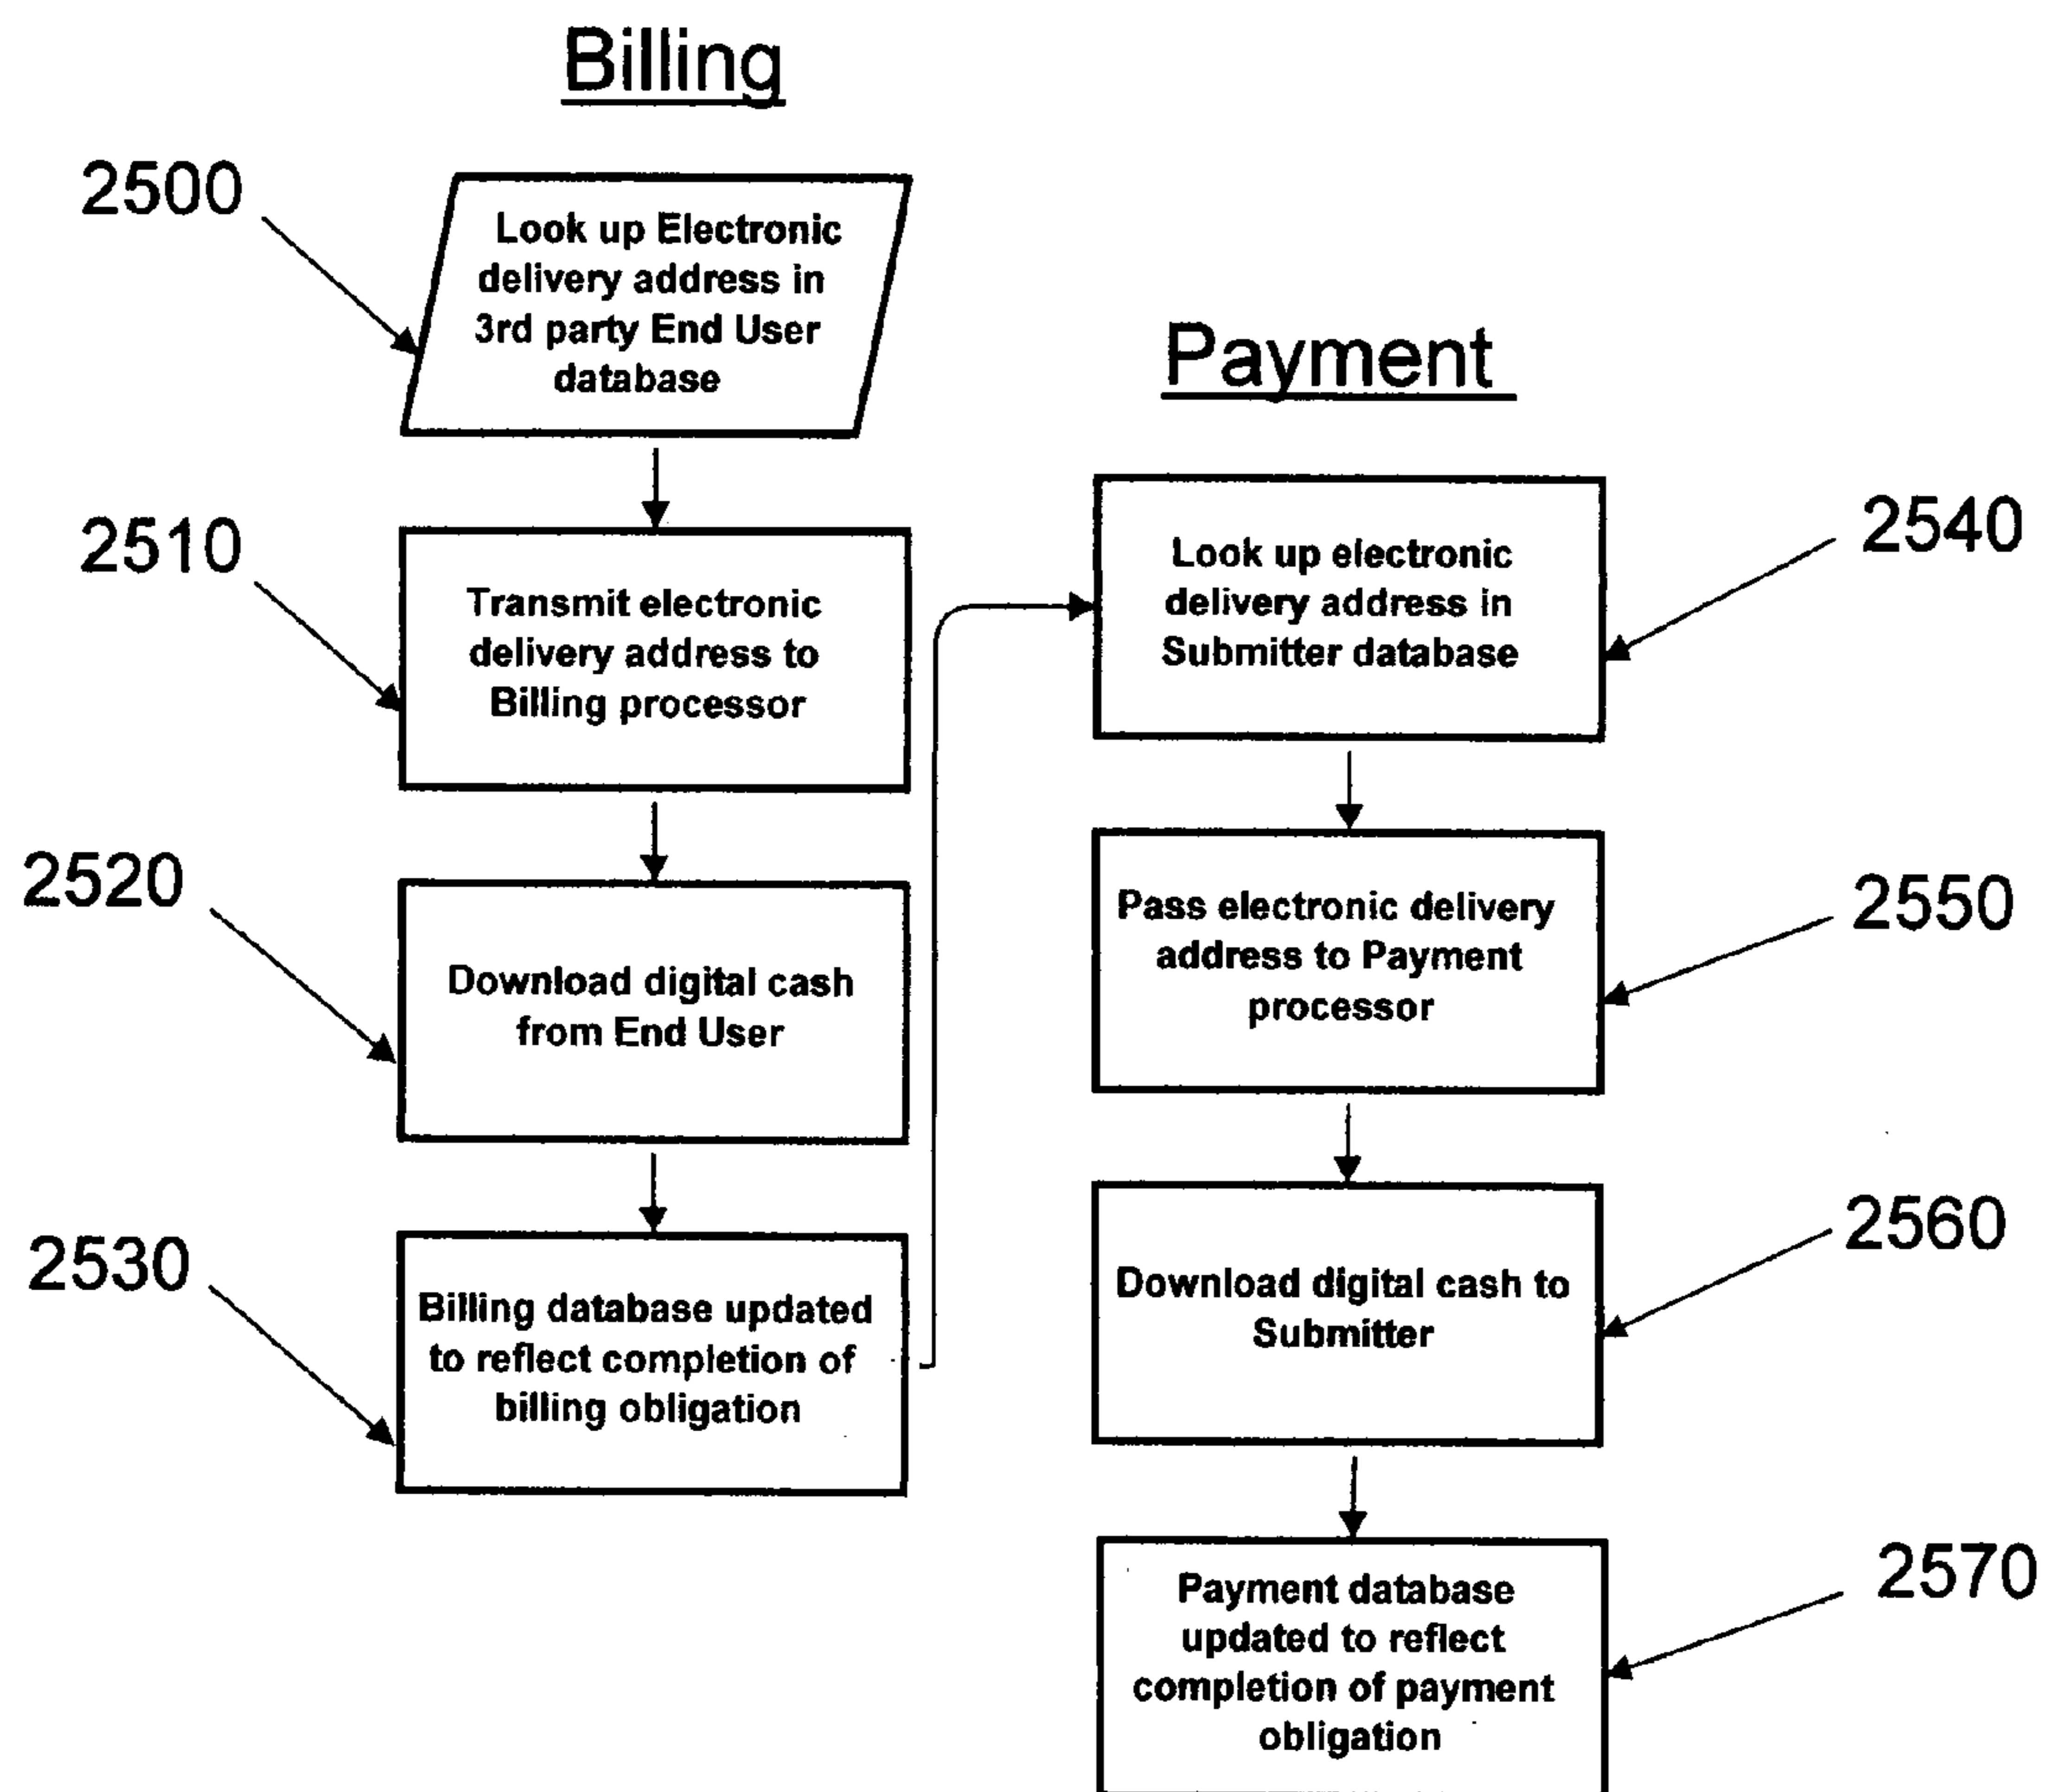 Billing
2500
Look up Electronic
delivery address in
3rd party End User
database
2510
Transmit electronic
delivery address to
Billing processor
2520
Download digital cash
from End User
2530
Billing database updated
to reflect completion of
billing obligation
Payment
2540
Look up electronic
delivery address in
Submitter database
2550
Pass electronic delivery
address to Payment
processor
2560
Download digital cash to
Submitter
2570
Payment database
updated to reflect
completion of payment
obligation